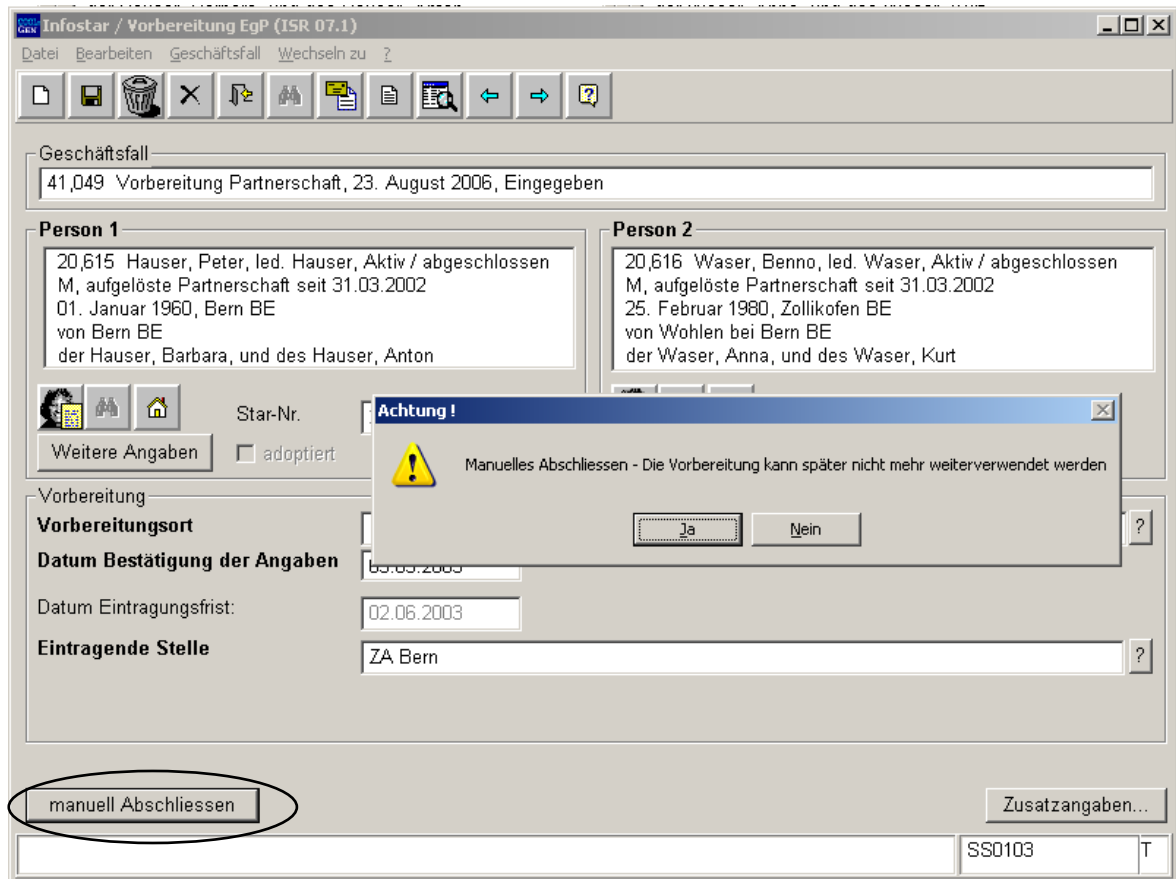 Infostar / Vorbereitung EgP (ISR 07.1)
Datei Bearbeiten Geschäftsfall Wechseln zu ?
Geschäftsfall
41,049 Vorbereitung Partnerschaft, 23. August 2006, Eingegeben
Person 1
20,615 Hauser, Peter, led. Hauser, Aktiv / abgeschlossen
M, aufgelöste Partnerschaft seit 31.03.2002
01. Januar 1960, Bern BE
von Bern BE
der Hauser, Barbara, und des Hauser, Anton
Person 2
20,616 Waser, Benno, led. Waser, Aktiv / abgeschlossen
M, aufgelöste Partnerschaft seit 31.03.2002
25. Februar 1980, Zollikofen BE
von Wohlen bei Bern BE
der Waser, Anna, und des Waser, Kurt
Star-Nr.
Weitere Angaben
adoptiert
Achtung !
Manuelles Abschliessen - Die Vorbereitung kann später nicht mehr weiterverwendet werden
Ja Nein
Vorbereitung
Vorbereitungsort
?
Datum Bestätigung der Angaben
Datum Eintragungsfrist: 02.06.2003
Eintragende Stelle ZA Bern ?
manuell Abschliessen Zusatzangaben...
SS0103 T